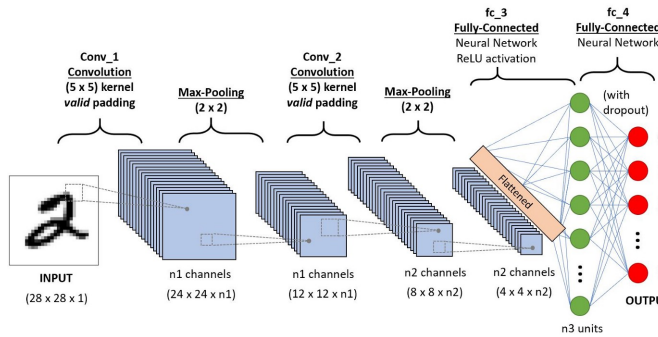 fc_3
Fully-Connected
Neural Network
ReLU activation
fc_4
Fully-Connected
Neural Network
Conv_1
Convolution
(5 x 5) kernel
valid padding
Max-Pooling
(2 x 2)
Conv_2
Convolution
(5 x 5) kernel
valid padding
Max-Pooling
(2 x 2)
(with
dropout)
Flattened
2
INPUT
(28 x 28 x 1)
n1 channels
(24 x 24 x n1)
n1 channels
(12 x 12 x n1)
n2 channels
(8 x 8 x n2)
n2 channels
(4 x 4 x n2)
n3 units
OUTPU